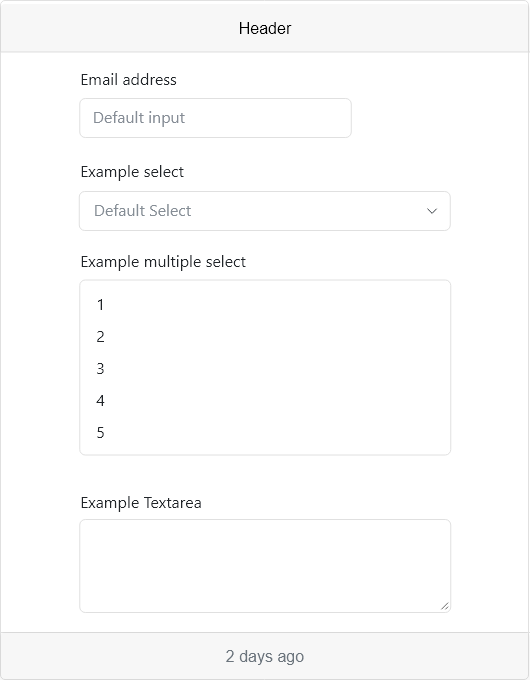 Header
Email address
Default input
Example select
Default Select
Example multiple select
1
2
3
4
5
Example Textarea
2 days ago